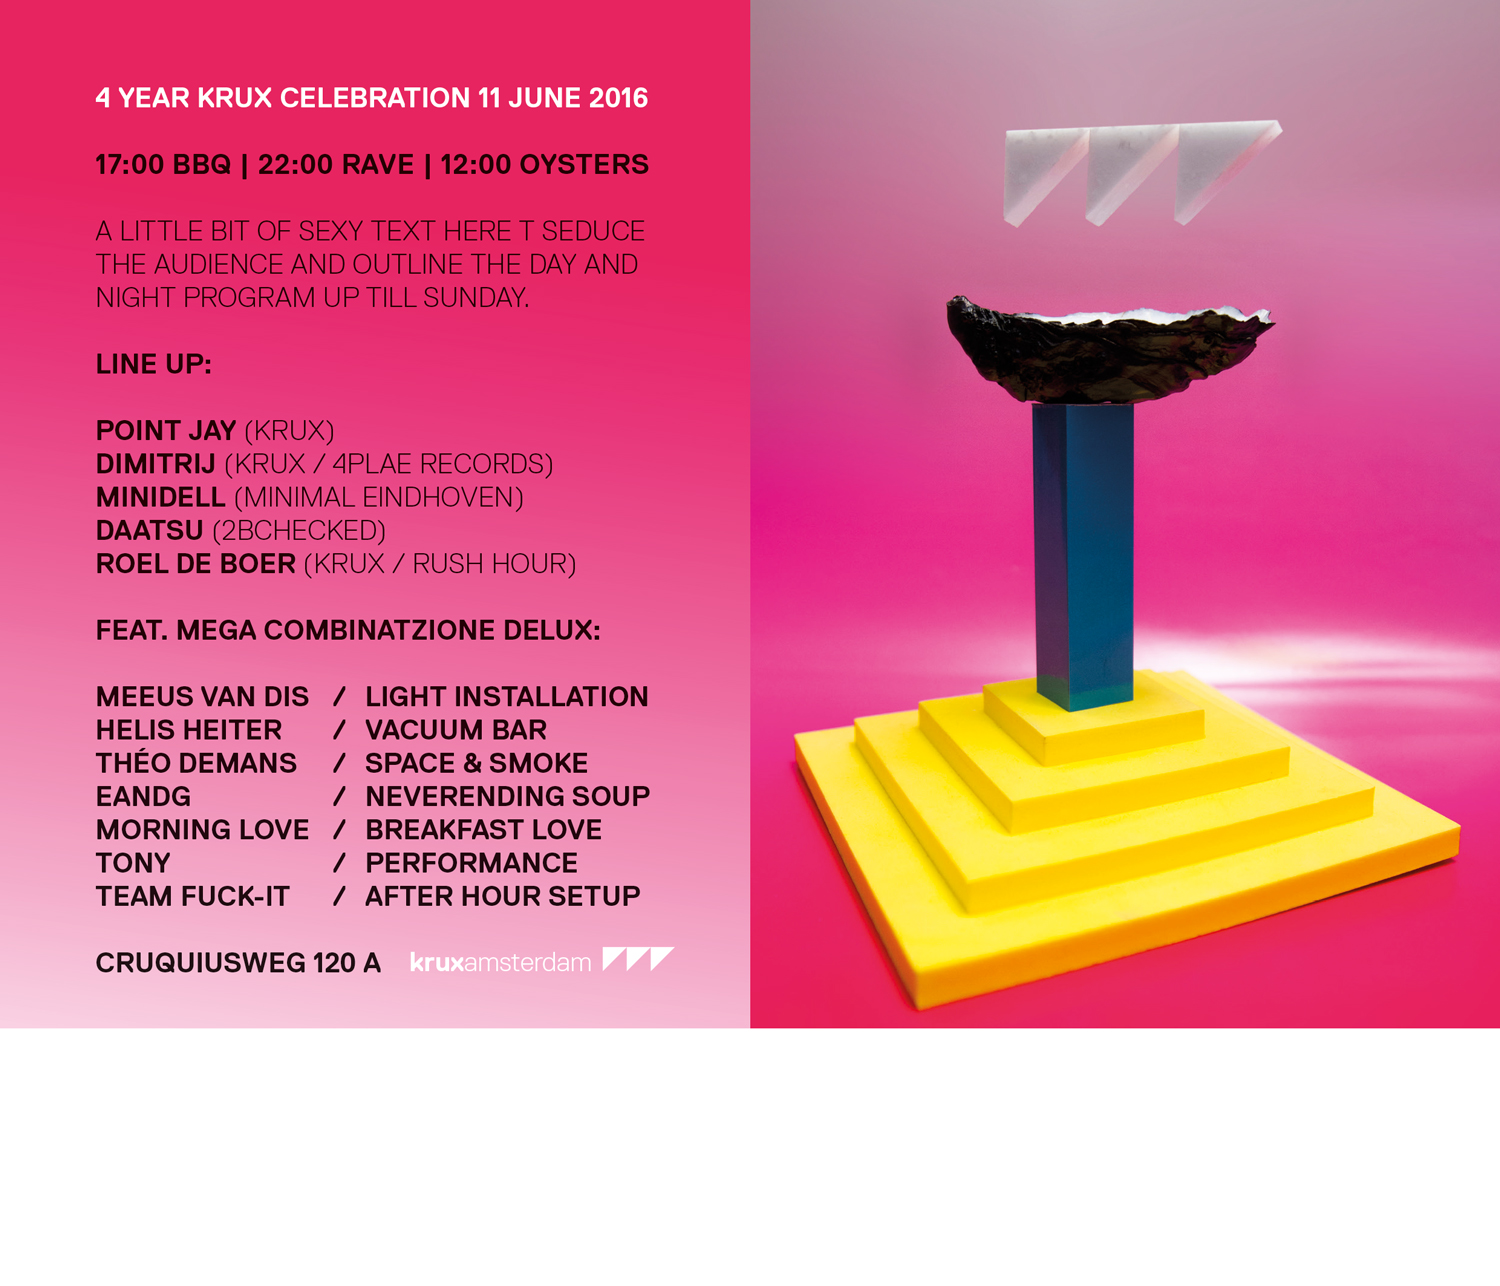 4 YEAR KRUX CELEBRATION 11 JUNE 2016
17:00 BBQ | 22:00 RAVE | 12:00 OYSTERS
A LITTLE BIT OF SEXY TEXT HERE T SEDUCE
THE AUDIENCE AND OUTLINE THE DAY AND
NIGHT PROGRAM UP TILL SUNDAY.
LINE UP:
POINT JAY (KRUX)
DIMITRIJ (KRUX / 4PLAE RECORDS)
MINIDELL (MINIMAL EINDHOVEN)
DAATSU (2BCHECKED)
ROEL DE BOER (KRUX / RUSH HOUR)
FEAT. MEGA COMBINATZIONE DELUX:
MEEUS VAN DIS / LIGHT INSTALLATION
HELIS HEITER / VACUUM BAR
THÉO DEMANS / SPACE & SMOKE
EANDG / NEVERENDING SOUP
MORNING LOVE / BREAKFAST LOVE
TONY / PERFORMANCE
TEAM FUCK-IT / AFTER HOUR SETUP
CRUQUIUSWEG 120 A kruxamsterdam